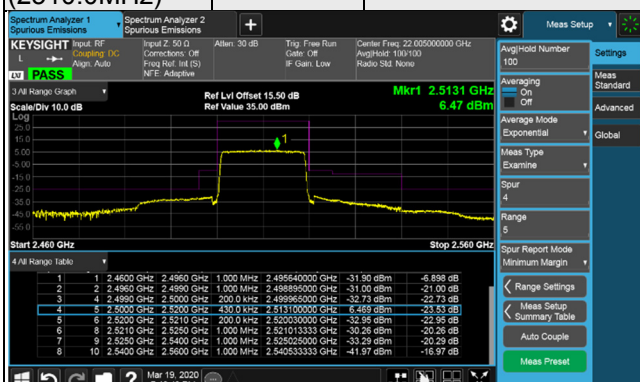 (2510.0MHz)
Spectrum Analyzer 1
Spurious Emissions
Spectrum Analyzer 2
Spurious Emissions
+
Meas Setup
KEYSIGHT
L
LXI PASS
Input: RF
Coupling: DC
Align: Auto
Input Z: 50 Ω
Corrections: Off
Freq Ref: Int (S)
NFE: Adaptive
Atten: 30 dB
Trig: Free Run
Gate: Off
IF Gain: Low
Center Freq: 22.005000000 GHz
Avg|Hold: 100/100
Radio Std: None
3 All Range Graph
Scale/Div 10.0 dB
Ref Lvl Offset 15.50 dB
Ref Value 35.00 dBm
Mkr1 2.5131 GHz
6.47 dBm
Log
25.0
15.0
5.00
-5.00
-15.0
-25.0
-35.0
-45.0
-55.0
1
Start 2.460 GHz
Stop 2.560 GHz
4 All Range Table
1 1 2.4600 GHz 2.4960 GHz 1.000 MHz 2.495640000 GHz -31.90 dBm -6.898 dB
2 2 2.4960 GHz 2.4990 GHz 1.000 MHz 2.498895000 GHz -31.00 dBm -21.00 dB
3 4 2.4990 GHz 2.5000 GHz 200.0 kHz 2.499965000 GHz -32.73 dBm -22.73 dB
4 5 2.5000 GHz 2.5200 GHz 430.0 kHz 2.513100000 GHz 6.469 dBm -23.53 dB
5 6 2.5200 GHz 2.5210 GHz 200.0 kHz 2.520030000 GHz -32.95 dBm -22.95 dB
6 8 2.5210 GHz 2.5250 GHz 1.000 MHz 2.521013333 GHz -30.26 dBm -20.26 dB
7 9 2.5250 GHz 2.5400 GHz 1.000 MHz 2.525025000 GHz -33.29 dBm -20.29 dB
8 10 2.5400 GHz 2.5600 GHz 1.000 MHz 2.540533333 GHz -41.97 dBm -16.97 dB
Mar 19, 2020
Avg|Hold Number
100
Averaging
On
Off
Average Mode
Exponential
Meas Type
Examine
Spur
4
Range
5
Spur Report Mode
Minimum Margin
Range Settings
Meas Setup
Summary Table
Auto Couple
Meas Preset
Settings
Meas
Standard
Advanced
Global